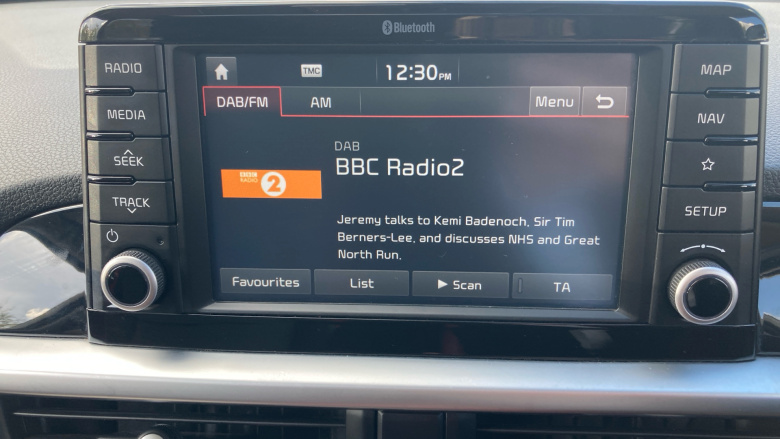 Bluetooth
RADIO
MEDIA
SEEK
TRACK
TMC
12:30PM
DAB/FM AM Menu
DAB
BBC Radio2
BBC
RADIO 2
Jeremy talks to Kemi Badenoch, Sir Tim
Berners-Lee, and discusses NHS and Great
North Run.
Favourites List Scan TA
MAP
NAV
SETUP